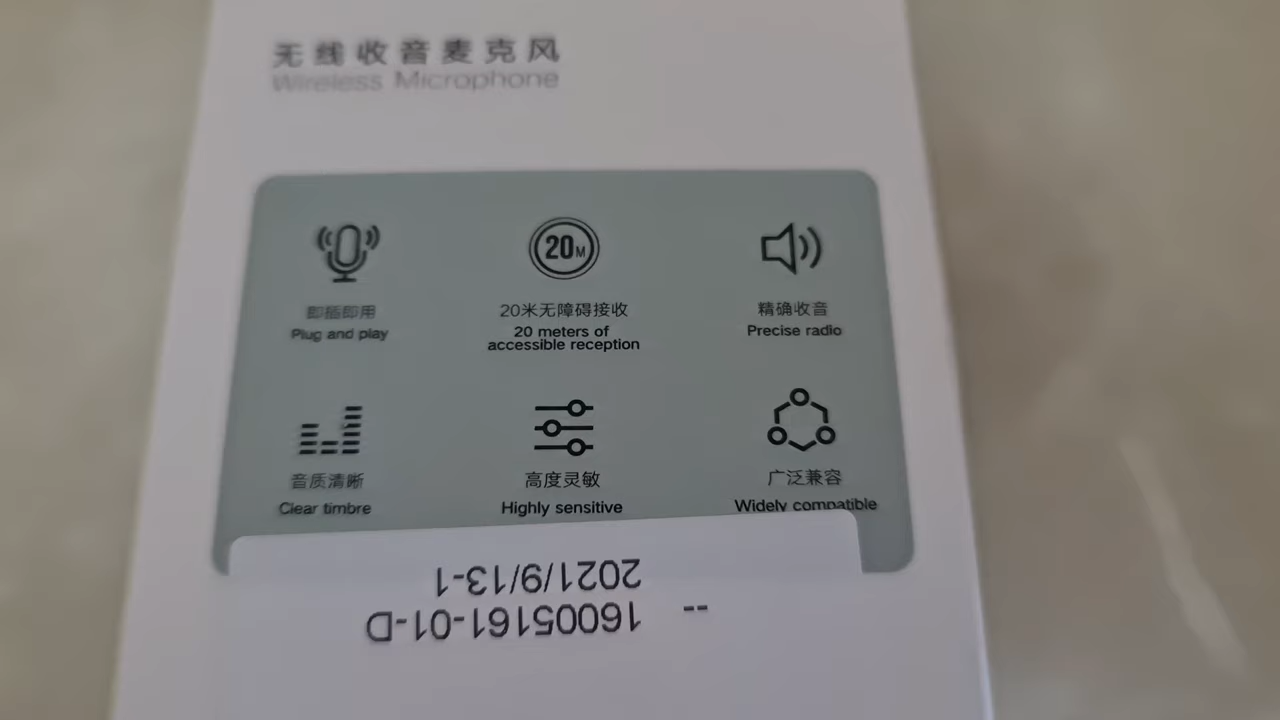 无线收音麦克风
Wireless Microphone
20M
即插即用
Plug and play
20米无障碍接收
20 meters of
accessible reception
精确收音
Precise radio
音质清晰
Clear timbre
高度灵敏
Highly sensitive
广泛兼容
Widely compatible
--
16005161-01-D
2021/9/13-1